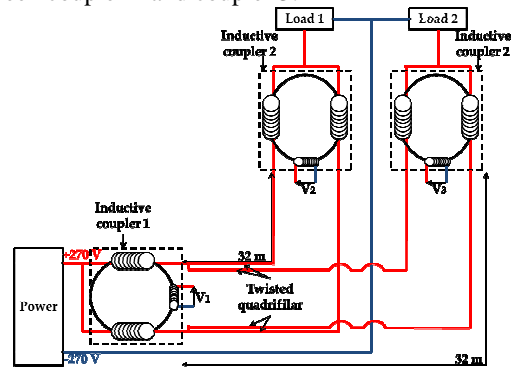 Load 1
Load 2
Inductive
coupler 2
Inductive
coupler 2
V2
V3
Inductive
coupler 1
+270 V
32 m
Twisted
quadrifilar
V1
Power
-270 V
32 m